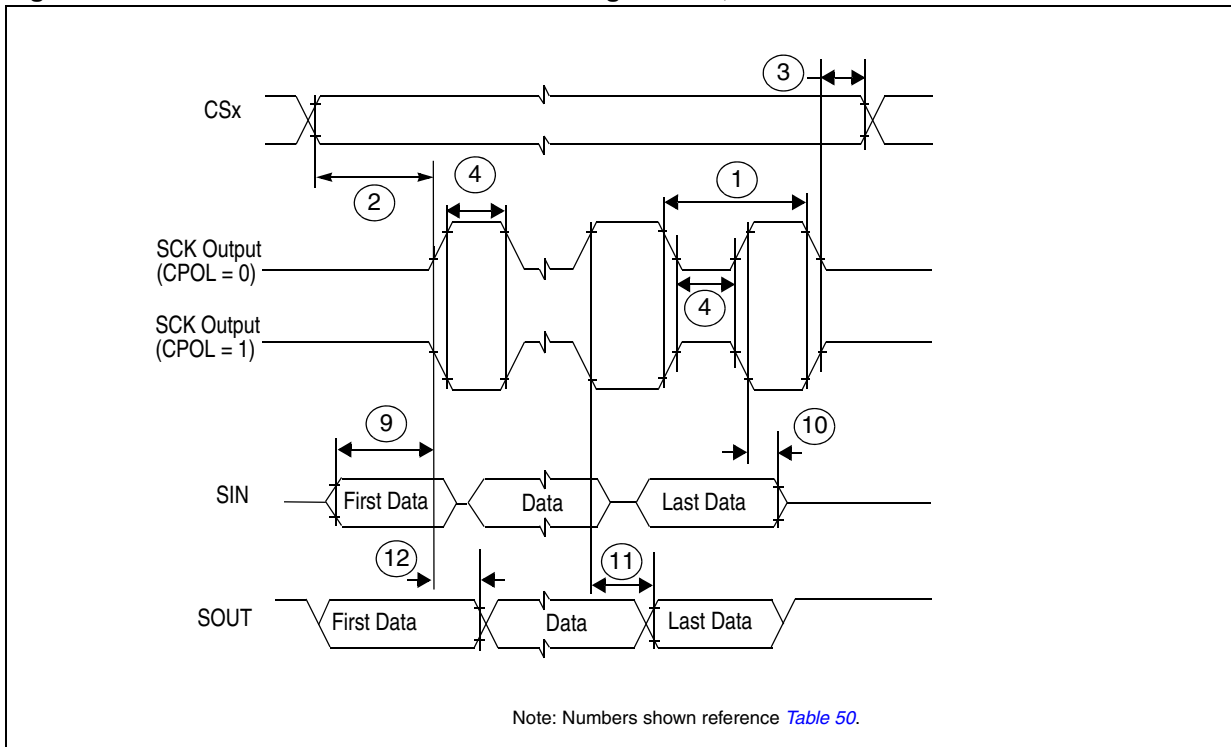 3
CSx
2
4
1
SCK Output
(CPOL = 0)
4
SCK Output
(CPOL = 1)
9
10
SIN
First Data
Data
Last Data
12
11
SOUT
First Data
Data
Last Data
Note: Numbers shown reference Table 50.